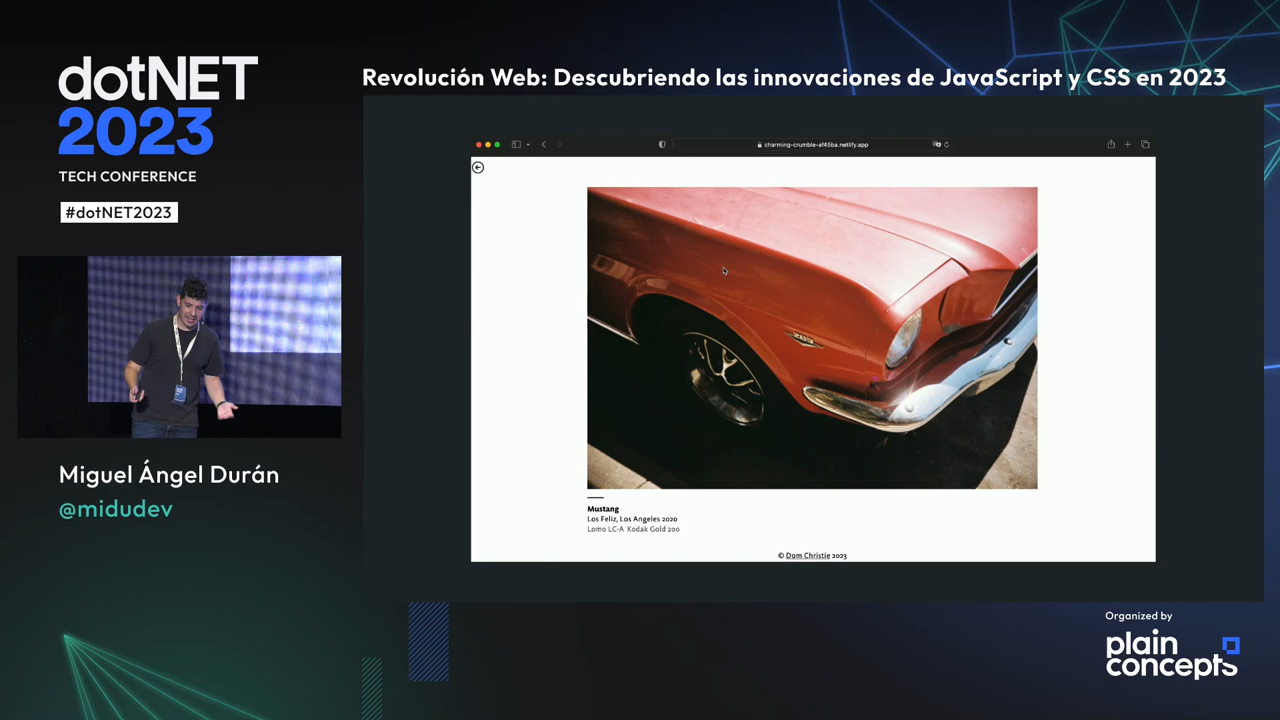 dotNET
2023
TECH CONFERENCE
#dotNET2023
Revolución Web: Descubriendo las innovaciones de JavaScript y CSS en 2023
charming-crumble-af45ba.netlify.app
289
Mustang
Los Feliz, Los Angeles 2020
Lomo LC-A Kodak Gold 200
© Dom Christie 2023
Miguel Ángel Durán
@midudev
Organized by
plain
concepts